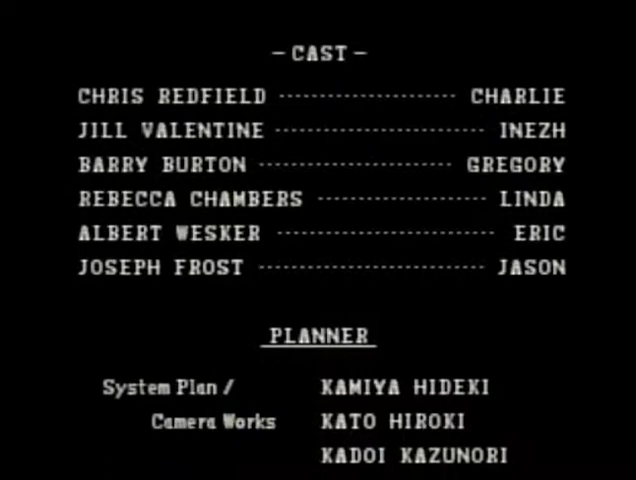 -CAST-
CHRIS REDFIELD ---------------------- CHARLIE
JILL VALENTINE -------------------------- INEZH
BARRY BURTON ------------------------ GREGORY
REBECCA CHAMBERS --------------------- LINDA
ALBERT WESKER --------------------------- ERIC
JOSEPH FROST ---------------------------- JASON
PLANNER
System Plan / KAMIYA HIDEKI
Camera Works KATO HIROKI
KADOI KAZUNORI